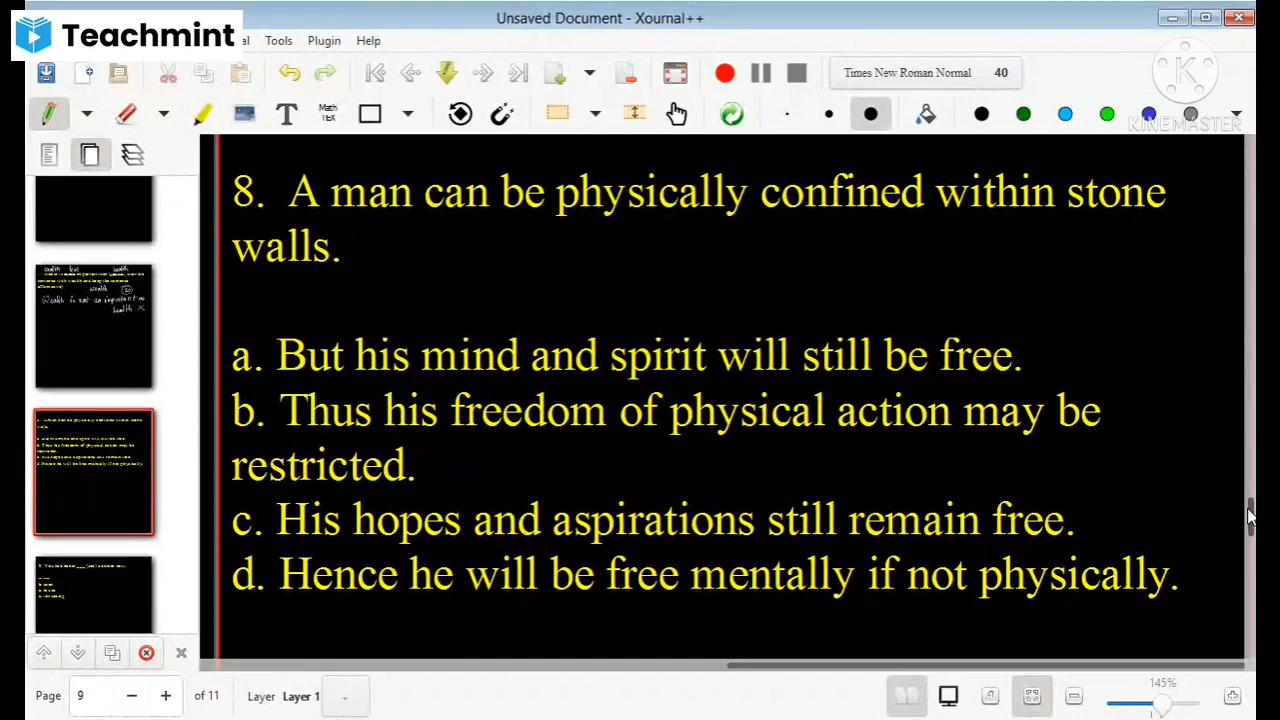 Unsaved Document - Xournal++
Teachmint
Tools Plugin Help
Times New Roman Normal 40
KINEMASTER
K
8. A man can be physically confined within stone
walls.
a. But his mind and spirit will still be free.
b. Thus his freedom of physical action may be
restricted.
c. His hopes and aspirations still remain free.
d. Hence he will be free mentally if not physically.
Page 9 of 11 Layer Layer 1
145%